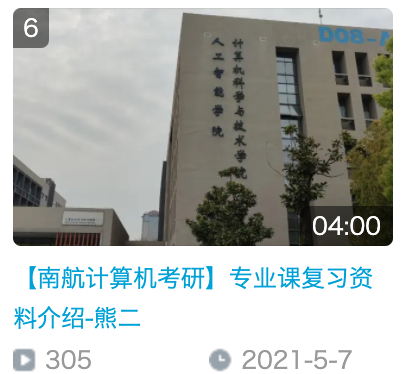 6
计算机科学与技术学院
人工智能学院
04:00
【南航计算机考研】专业课复习资
料介绍-熊二
305
2021-5-7